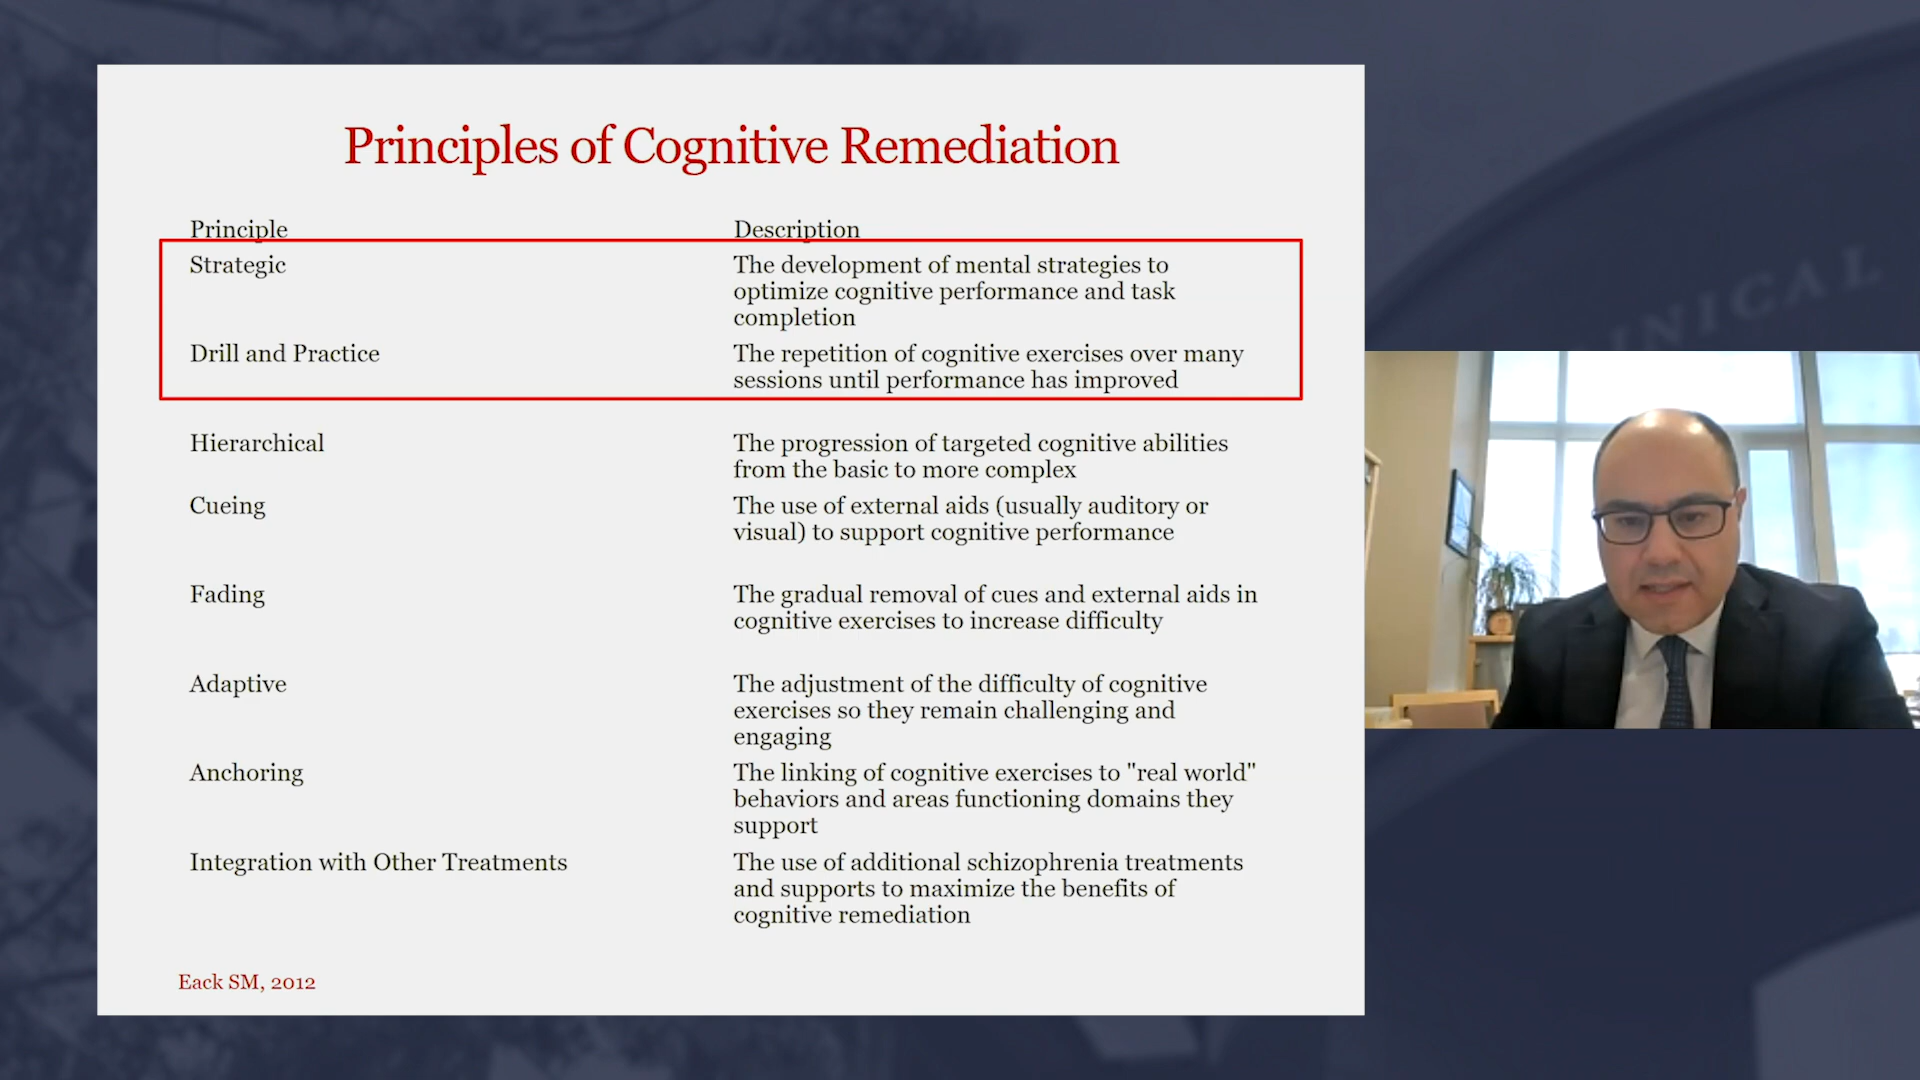 Principles of Cognitive Remediation
Principle Description
Strategic The development of mental strategies to
optimize cognitive performance and task
completion
Drill and Practice The repetition of cognitive exercises over many
sessions until performance has improved
Hierarchical The progression of targeted cognitive abilities
from the basic to more complex
Cueing The use of external aids (usually auditory or
visual) to support cognitive performance
Fading The gradual removal of cues and external aids in
cognitive exercises to increase difficulty
Adaptive The adjustment of the difficulty of cognitive
exercises so they remain challenging and
engaging
Anchoring The linking of cognitive exercises to "real world"
behaviors and areas functioning domains they
support
Integration with Other Treatments The use of additional schizophrenia treatments
and supports to maximize the benefits of
cognitive remediation
Eack SM, 2012